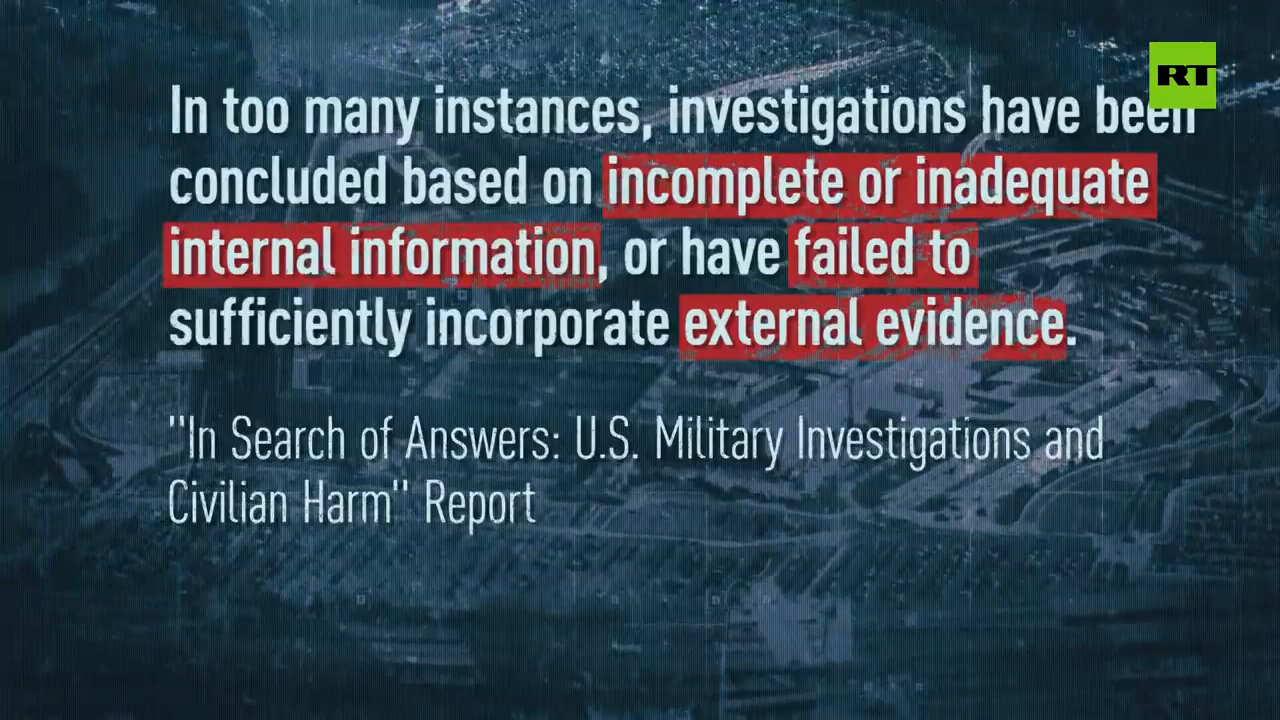 RT
In too many instances, investigations have been
concluded based on incomplete or inadequate
internal information, or have failed to
sufficiently incorporate external evidence.
"In Search of Answers: U.S. Military Investigations and
Civilian Harm" Report